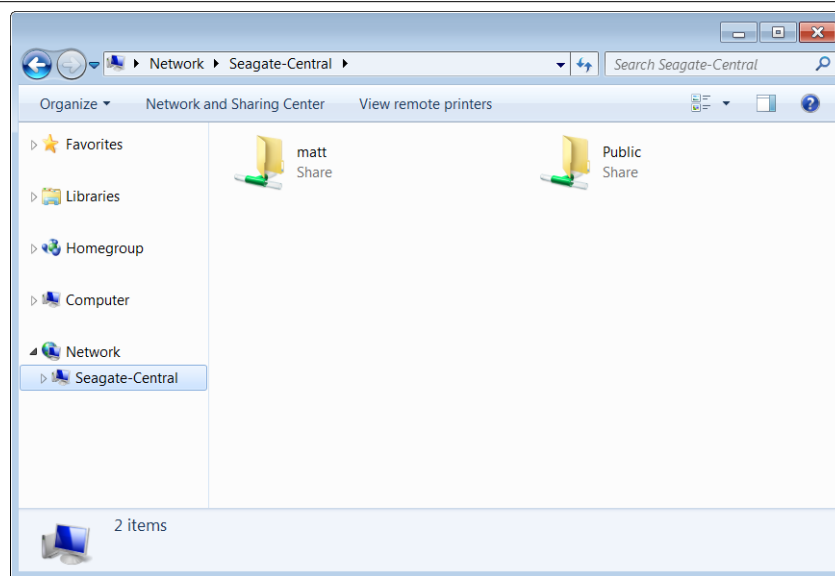 Network Seagate-Central Search Seagate-Central
Organize Network and Sharing Center View remote printers
Favorites
Libraries
Homegroup
Computer
Network
Seagate-Central
matt
Share
Public
Share
2 items